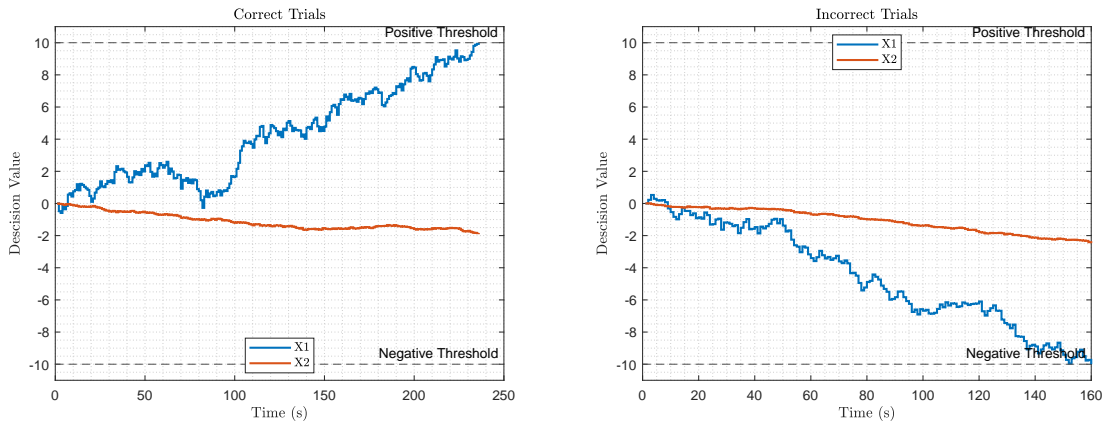 Correct Trials
Positive Threshold
10
8
6
4
2
0
-2
-4
-6
-8
-10
Descision Value
X1
X2
Negative Threshold
0
50
100
150
200
250
Time (s)
Incorrect Trials
Positive Threshold
X1
X2
10
8
6
4
2
0
-2
-4
-6
-8
-10
Descision Value
Negative Threshold
0
20
40
60
80
100
120
140
160
Time (s)